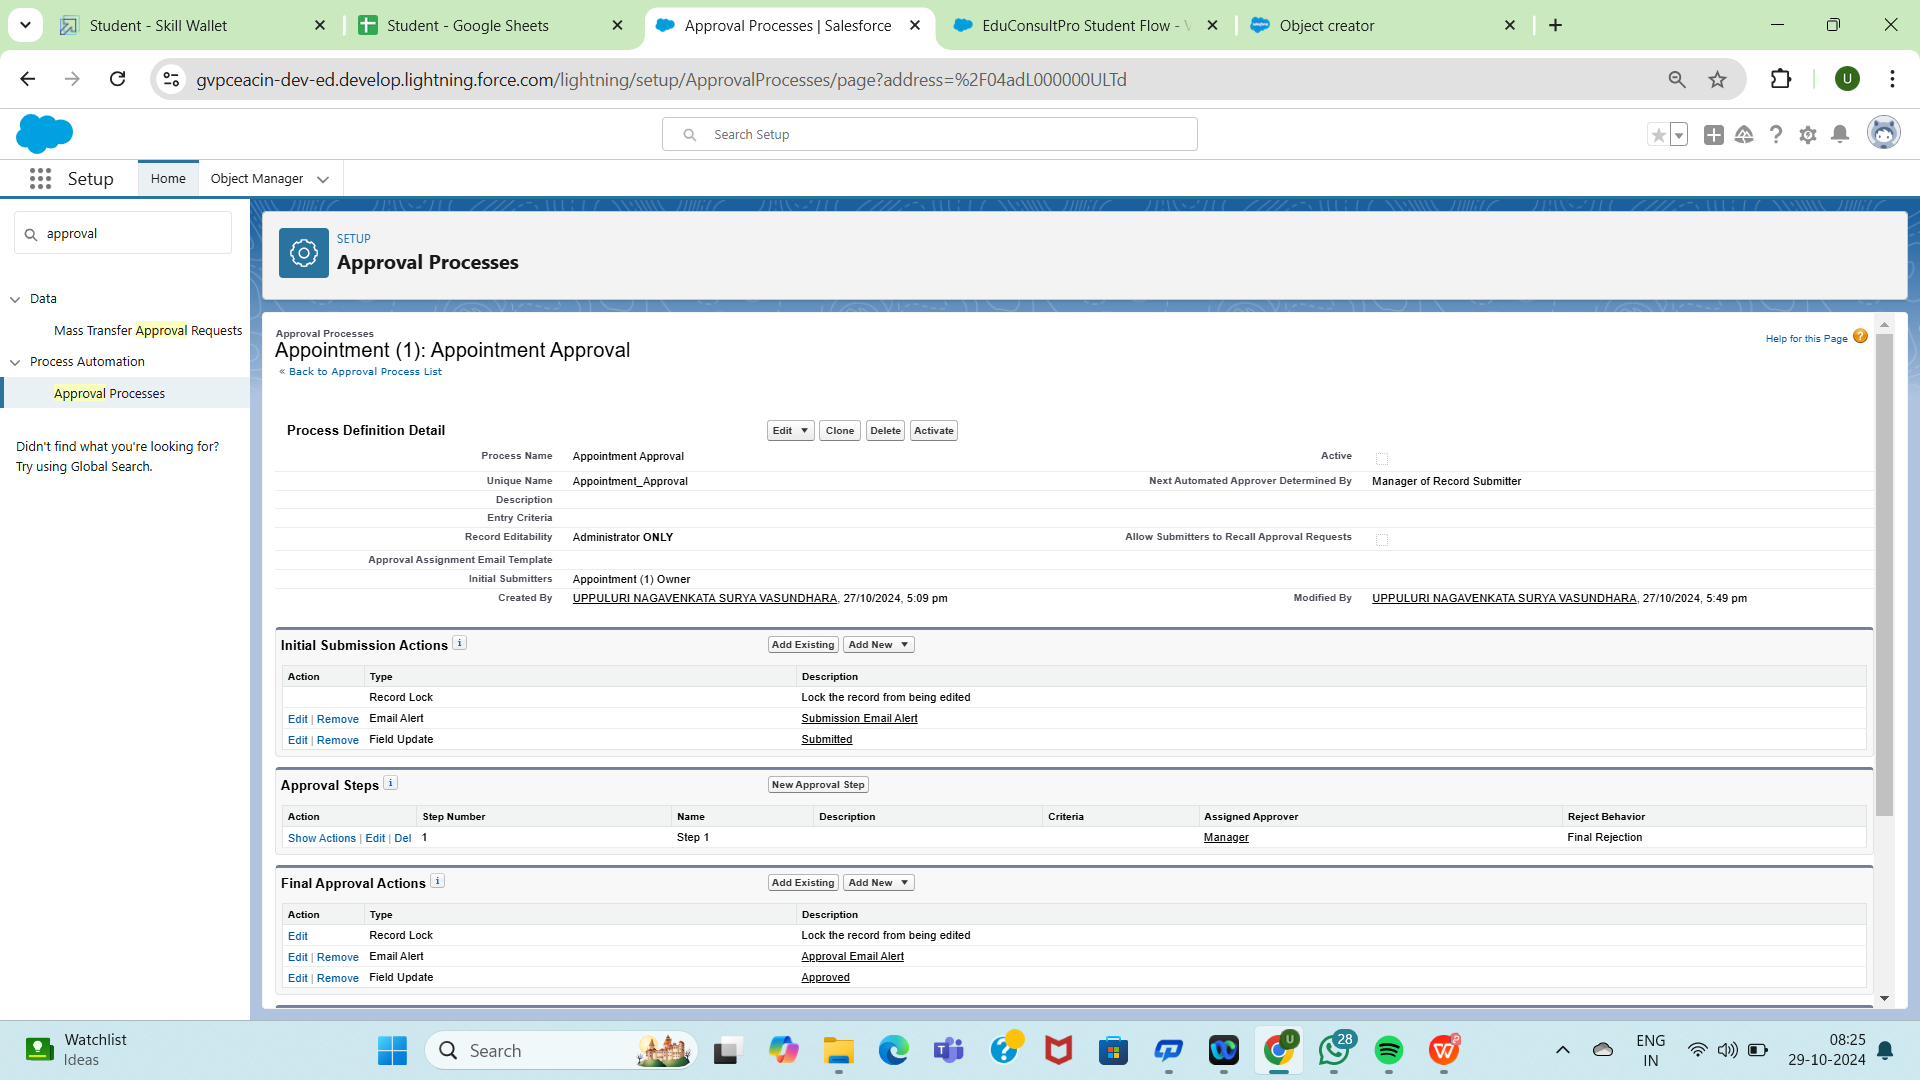 Student - Skill Wallet
Student - Google Sheets
Approval Processes | Salesforce
EduConsultPro Student Flow - V
Object creator
gvpceacin-dev-ed.develop.lightning.force.com/lightning/setup/ApprovalProcesses/page?address=%2F04adL000000ULTd
U
Search Setup
Setup
Home
Object Manager
approval
SETUP
Approval Processes
Data
Mass Transfer Approval Requests
Process Automation
Approval Processes
Didn't find what you're looking for?
Try using Global Search.
Approval Processes
Appointment (1): Appointment Approval
« Back to Approval Process List
Help for this Page ?
Process Definition Detail
Edit
Clone
Delete
Activate
Process Name Appointment Approval Active
Unique Name Appointment_Approval Next Automated Approver Determined By Manager of Record Submitter
Description
Entry Criteria
Record Editability Administrator ONLY Allow Submitters to Recall Approval Requests
Approval Assignment Email Template
Initial Submitters Appointment (1) Owner
Created By UPPULURI NAGAVENKATA SURYA VASUNDHARA, 27/10/2024, 5:09 pm Modified By UPPULURI NAGAVENKATA SURYA VASUNDHARA, 27/10/2024, 5:49 pm
Initial Submission Actions i Add Existing Add New
Action Type Description
Record Lock Lock the record from being edited
Edit | Remove Email Alert Submission Email Alert
Edit | Remove Field Update Submitted
Approval Steps i New Approval Step
Action Step Number Name Description Criteria Assigned Approver Reject Behavior
Show Actions | Edit | Del 1 Step 1 Manager Final Rejection
Final Approval Actions i Add Existing Add New
Action Type Description
Edit Record Lock Lock the record from being edited
Edit | Remove Email Alert Approval Email Alert
Edit | Remove Field Update Approved
Watchlist
Ideas
Search
U
28
ENG
IN
08:25
29-10-2024